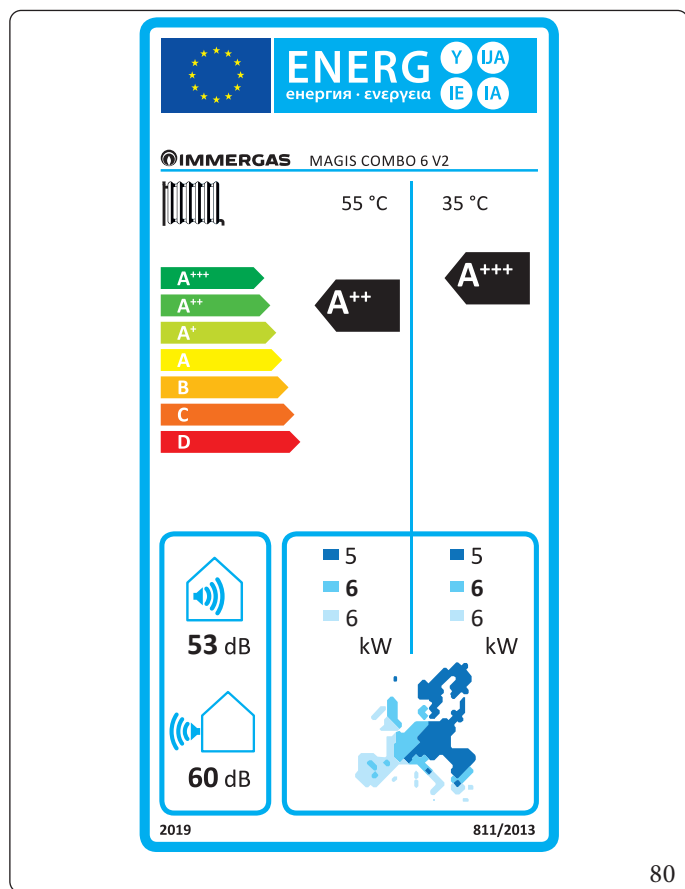 ENERG Y IJA
енергия · ενεργεια IE IA
IMMERGAS MAGIS COMBO 6 V2
55 °C 35 °C
A+++
A++
A+
A
B
C
D
A++
A+++
53 dB
60 dB
5 5
6 6
6 6
kW kW
2019 811/2013
80